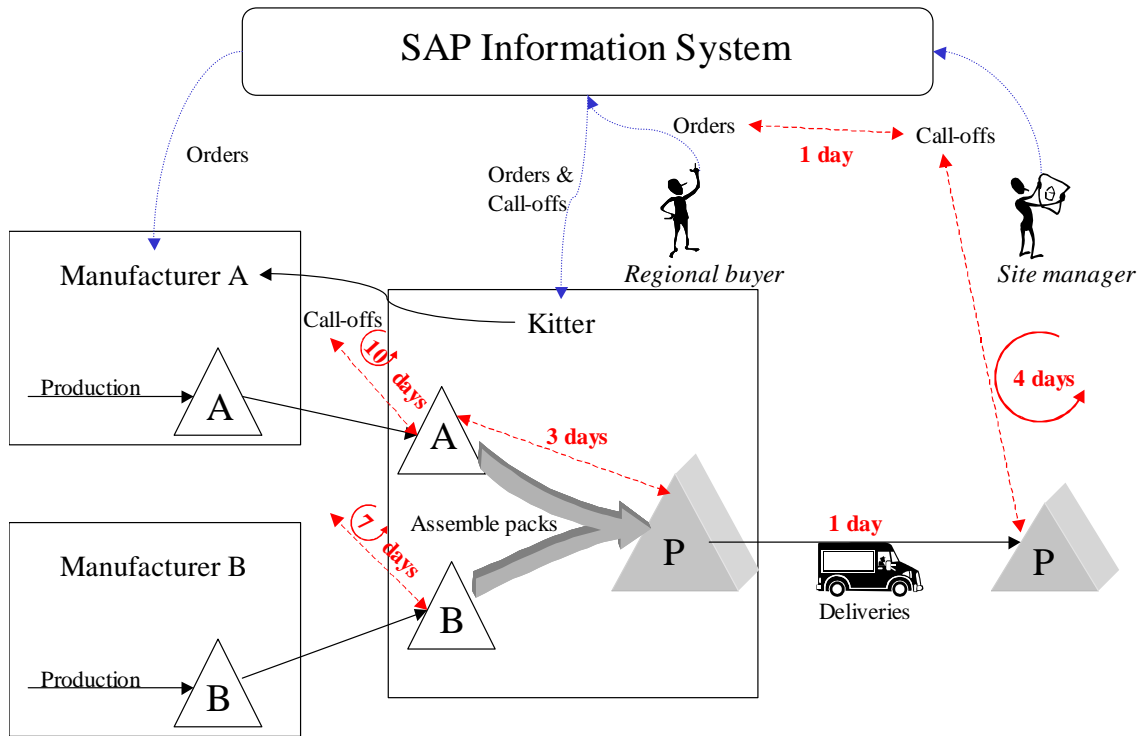 SAP Information System
Orders
1 day
Call-offs
Orders
Orders &
Call-offs
Regional buyer
Site manager
Manufacturer A
Kitter
Call-offs
10 days
Production
A
A
3 days
4 days
7 days
Assemble packs
1 day
P
P
Manufacturer B
Deliveries
B
Production
B